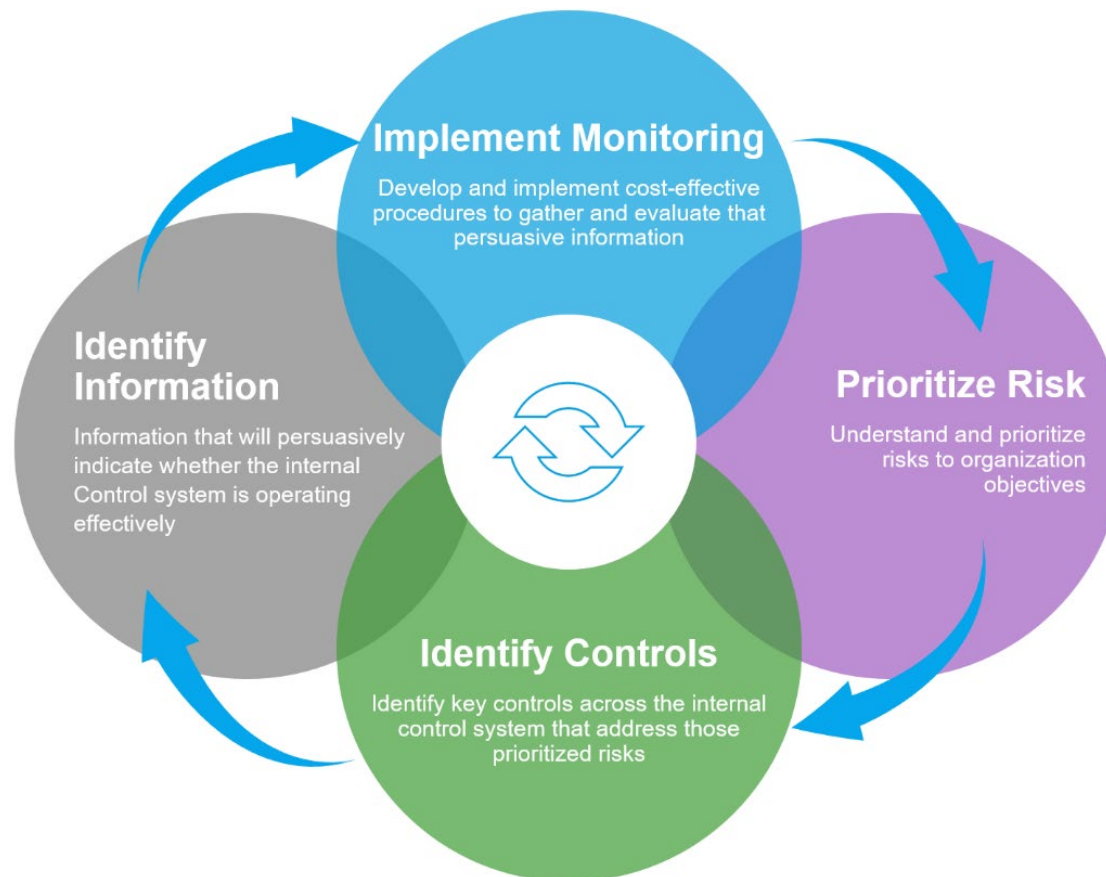 Implement Monitoring
Develop and implement cost-effective
procedures to gather and evaluate that
persuasive information
Identify
Information
Information that will persuasively
indicate whether the internal
Control system is operating
effectively
Prioritize Risk
Understand and prioritize
risks to organization
objectives
Identify Controls
Identify key controls across the internal
control system that address those
prioritized risks